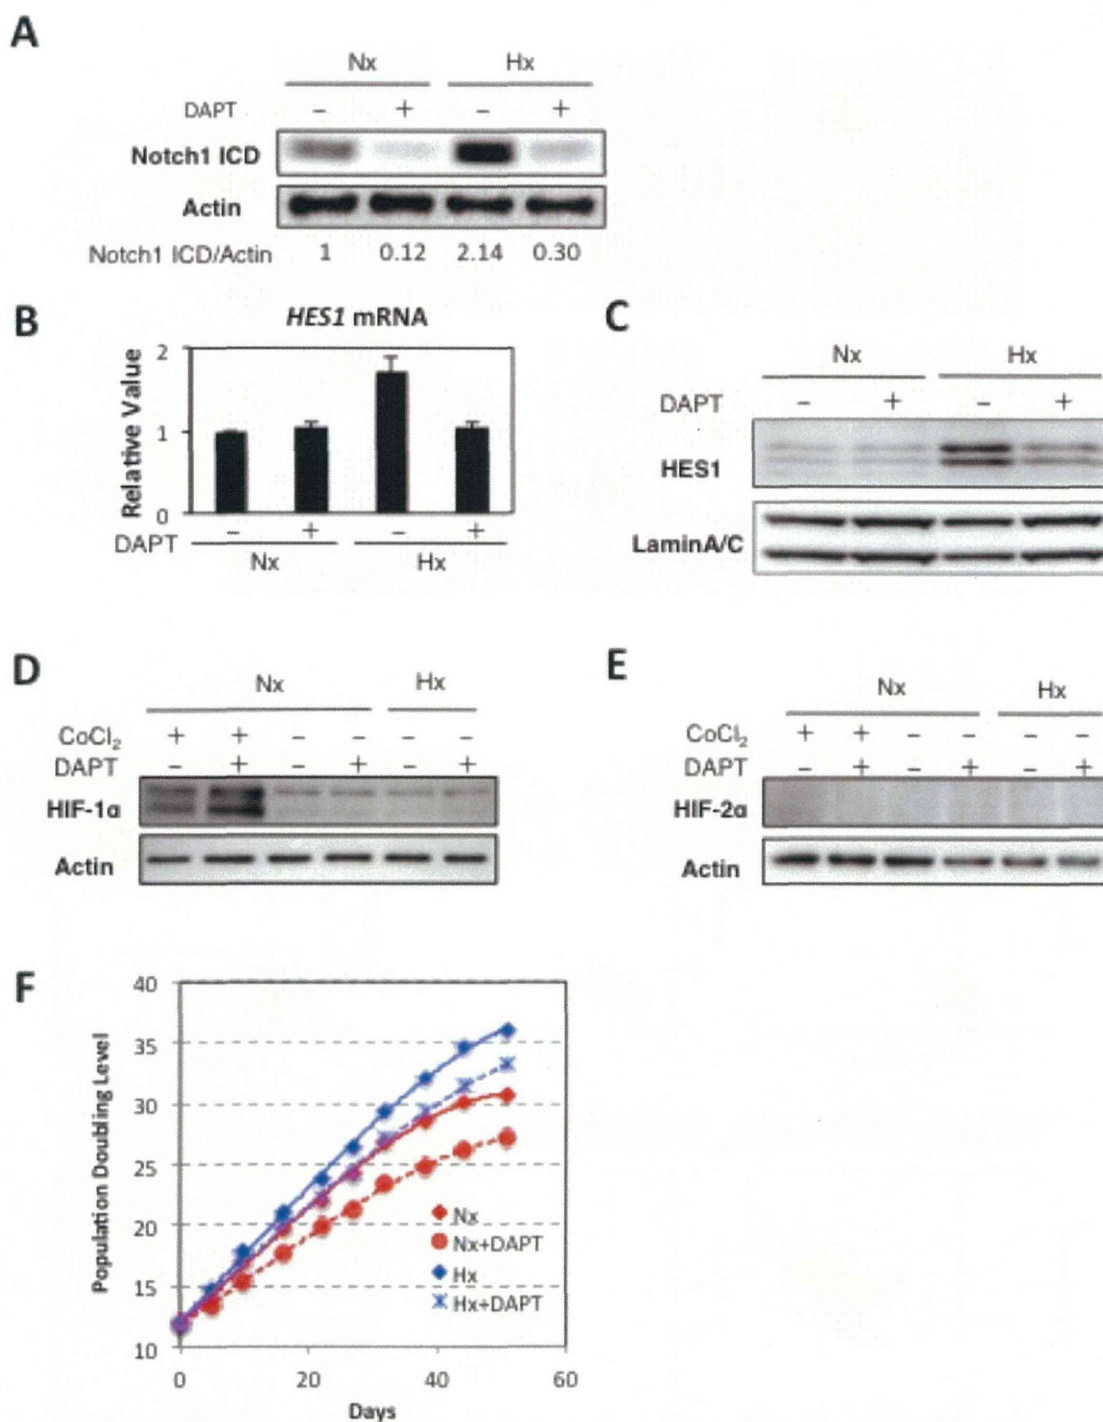 A
Nx Hx
DAPT – + – +
Notch1 ICD
Actin
Notch1 ICD/Actin 1 0.12 2.14 0.30
B
HES1 mRNA
Relative Value
2
1
0
DAPT – + – +
Nx Hx
C
Nx Hx
DAPT – + – +
HES1
LaminA/C
D
Nx Hx
CoCl₂ + + – – – –
DAPT – + – + – +
HIF-1α
Actin
E
Nx Hx
CoCl₂ + + – – – –
DAPT – + – + – +
HIF-2α
Actin
F
Population Doubling Level
40
35
30
25
20
15
10
Nx
Nx+DAPT
Hx
Hx+DAPT
0 20 40 60
Days